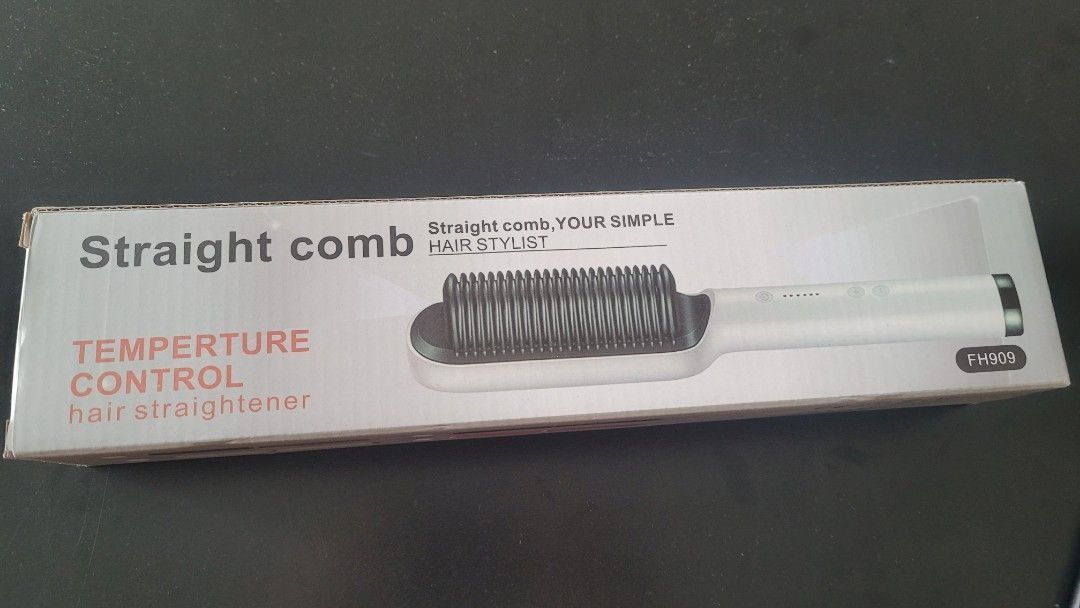 Straight comb
Straight comb,YOUR SIMPLE
HAIR STYLIST
TEMPERTURE
CONTROL
hair straightener
FH909